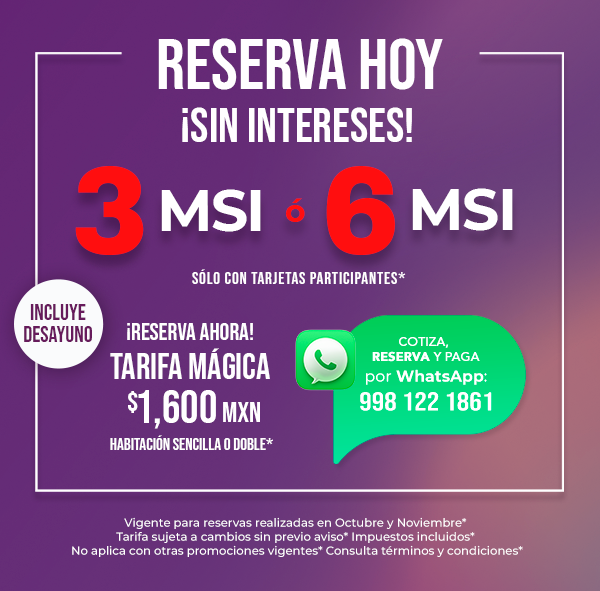 RESERVA HOY
¡SIN INTERESES!
3 MSI ó 6 MSI
SÓLO CON TARJETAS PARTICIPANTES*
INCLUYE
DESAYUNO
¡RESERVA AHORA!
TARIFA MÁGICA
$1,600 MXN
HABITACIÓN SENCILLA O DOBLE*
COTIZA,
RESERVA Y PAGA
por WhatsApp:
998 122 1861
Vigente para reservas realizadas en Octubre y Noviembre*
Tarifa sujeta a cambios sin previo aviso* Impuestos incluidos*
No aplica con otras promociones vigentes* Consulta términos y condiciones*